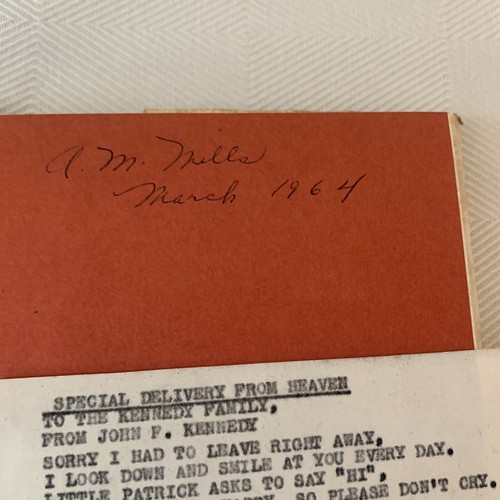 A. M. Mills
March 1964
SPECIAL DELIVERY FROM HEAVEN
TO THE KENNEDY FAMILY,
FROM JOHN F. KENNEDY
SORRY I HAD TO LEAVE RIGHT AWAY,
I LOOK DOWN AND SMILE AT YOU EVERY DAY.
LITTLE PATRICK ASKS TO SAY "HI",
SO PLEASE DON'T CRY.